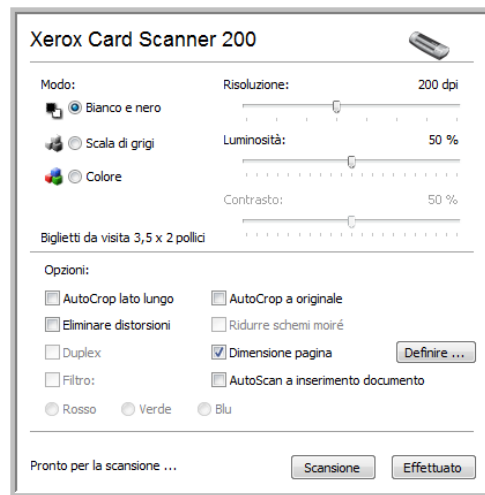 Xerox Card Scanner 200
Modo:
Bianco e nero
Scala di grigi
Colore
Biglietti da visita 3,5 x 2 pollici
Risoluzione: 200 dpi
Luminosità: 50 %
Contrasto: 50 %
Opzioni:
AutoCrop lato lungo AutoCrop a originale
Eliminare distorsioni Ridurre schemi moiré
Duplex Dimensione pagina Definire ...
Filtro: AutoScan a inserimento documento
Rosso Verde Blu
Pronto per la scansione ... Scansione Effettuato